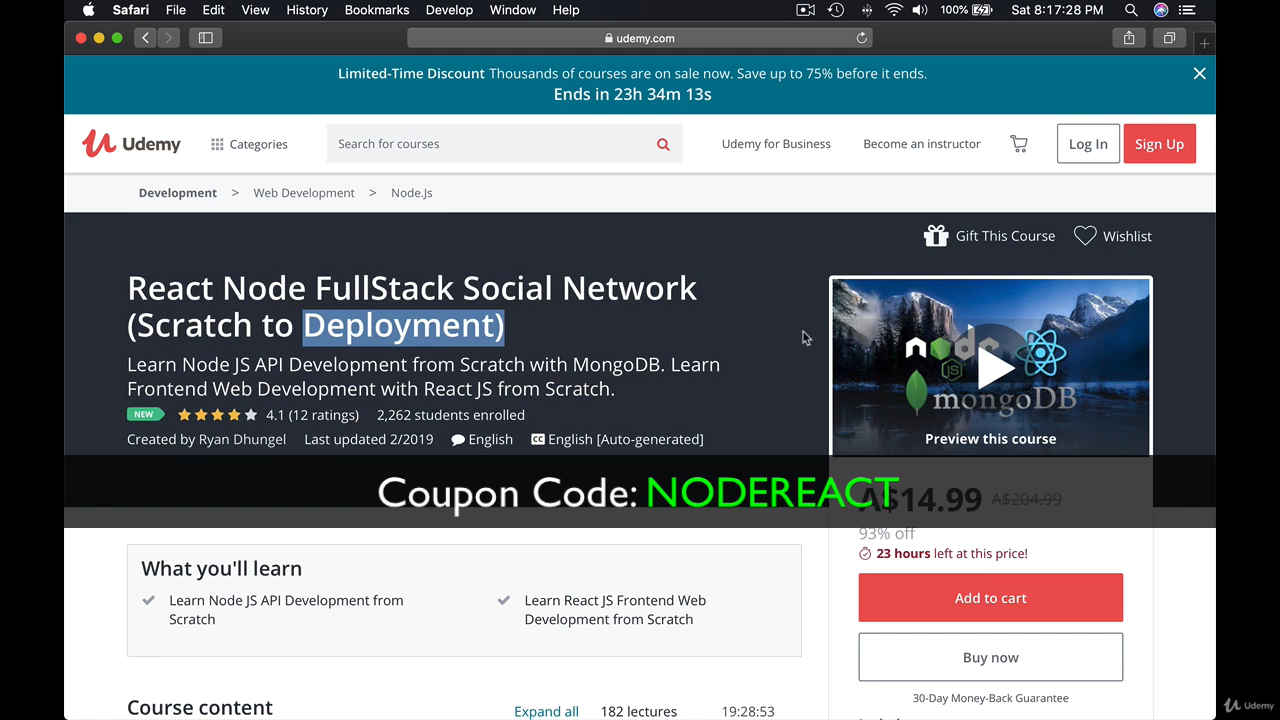 Safari File Edit View History Bookmarks Develop Window Help 100% Sat 8:17:28 PM
udemy.com
Limited-Time Discount Thousands of courses are on sale now. Save up to 75% before it ends.
Ends in 23h 34m 13s
Udemy Categories Search for courses Udemy for Business Become an instructor Log In Sign Up
Development > Web Development > Node.Js
Gift This Course Wishlist
React Node FullStack Social Network
(Scratch to Deployment)
Learn Node JS API Development from Scratch with MongoDB. Learn
Frontend Web Development with React JS from Scratch.
NEW 4.1 (12 ratings) 2,262 students enrolled
Created by Ryan Dhungel Last updated 2/2019 English CC English [Auto-generated]
node
JS
mongoDB
Preview this course
Coupon Code: NODEREACT
A$14.99 A$204.99
93% off
23 hours left at this price!
Add to cart
Buy now
30-Day Money-Back Guarantee
What you'll learn
Learn Node JS API Development from
Scratch
Learn React JS Frontend Web
Development from Scratch
Course content Expand all 182 lectures 19:28:53
Udemy